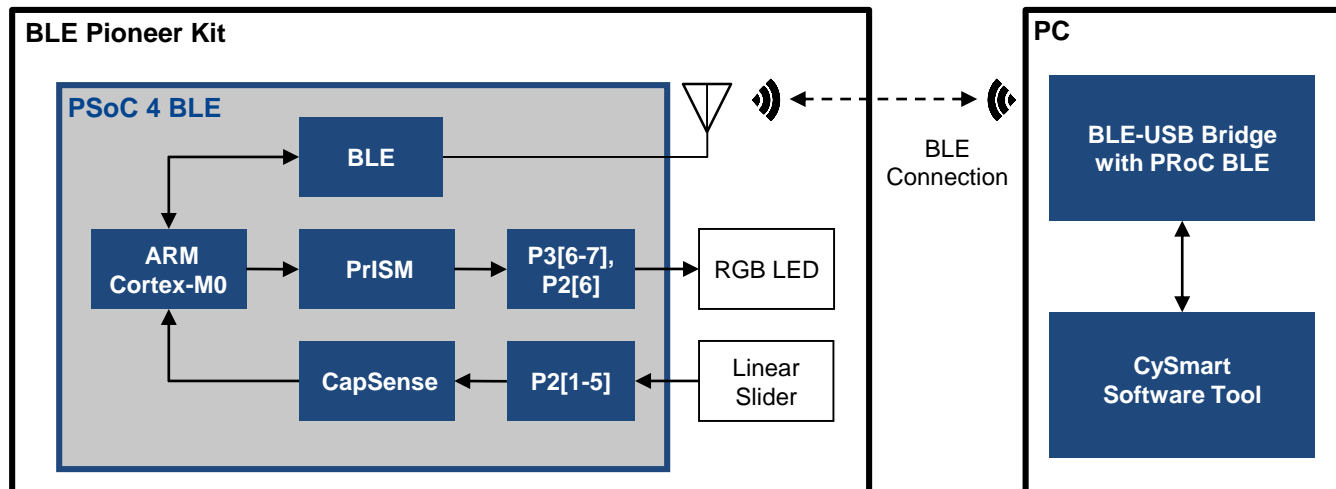 BLE Pioneer Kit
PSoC 4 BLE
BLE
ARM
Cortex-M0
PrISM
P3[6-7],
P2[6]
RGB LED
CapSense
P2[1-5]
Linear
Slider
BLE
Connection
PC
BLE-USB Bridge
with PRoC BLE
CySmart
Software Tool